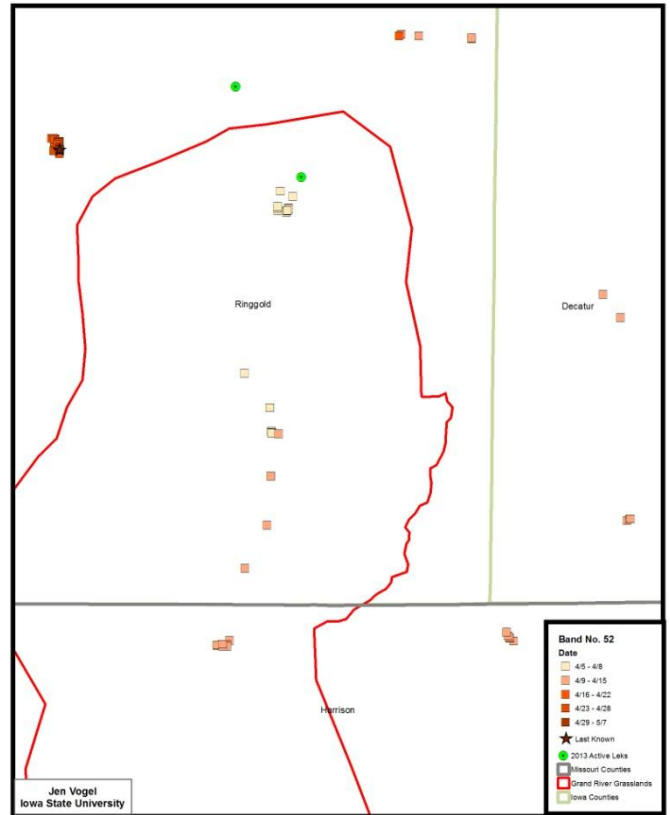 Ringgold
Decatur
Harrison
Band No. 52
Date
4/5 - 4/8
4/9 - 4/15
4/16 - 4/22
4/23 - 4/28
4/29 - 5/7
Last Known
2013 Active Leks
Missouri Counties
Grand River Grasslands
Iowa Counties
Jen Vogel
Iowa State University